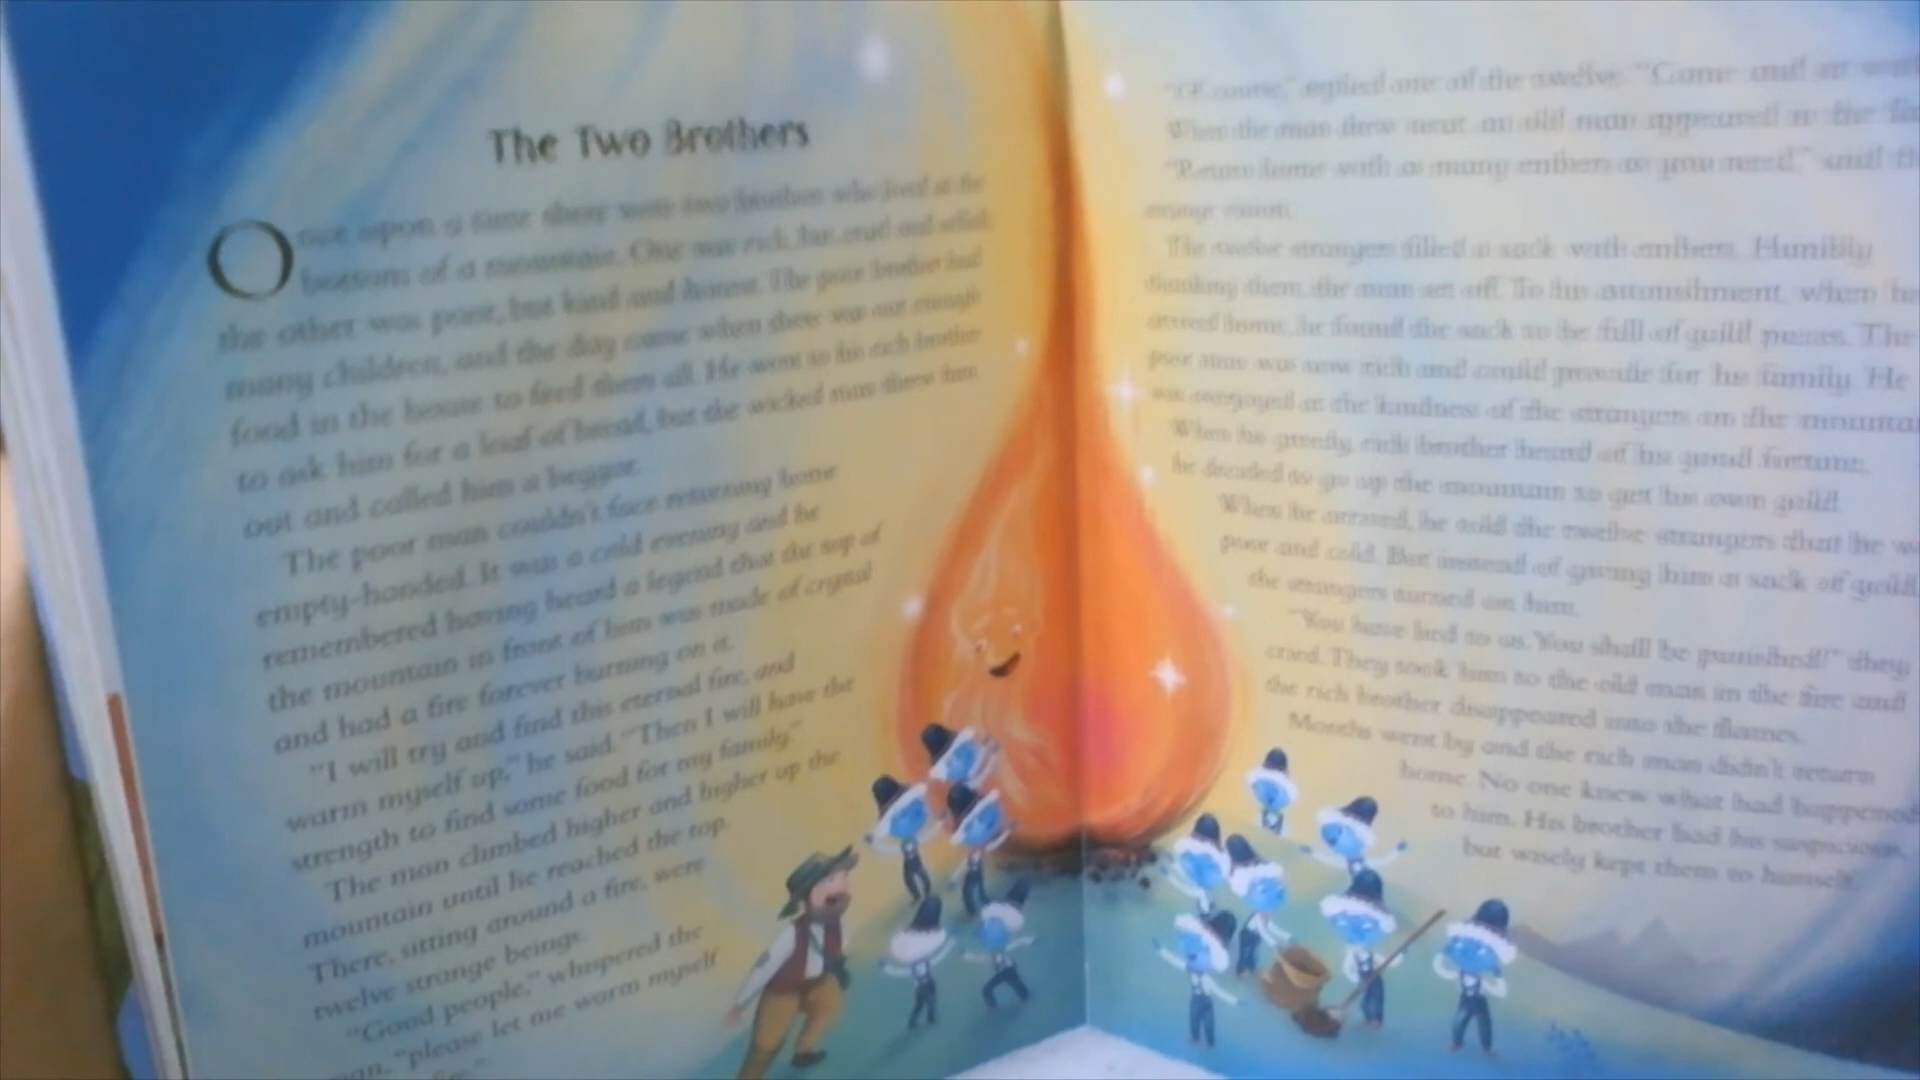 The Two Brothers
Once upon a time there were two brothers who lived at the
bottom of a mountain. One was rich, but cruel and selfish,
the other was poor, but kind and honest. The poor brother had
many children, and the day came when there was not enough
food in the house to feed them all. He went to his rich brother
to ask him for a loaf of bread, but the wicked man threw him
out and called him a beggar.
The poor man couldn't face returning home
empty-handed. It was a cold evening and he
remembered having heard a legend that the top of
the mountain in front of him was made of crystal
and had a fire forever burning on it.
"I will try and find this eternal fire, and
warm myself up," he said. "Then I will have the
strength to find some food for my family."
The man climbed higher and higher up the
mountain until he reached the top.
There, sitting around a fire, were
twelve strange beings.
"Good people," whispered the
man, "please let me warm myself
fire."
"Of course," replied one of the twelve. "Come and
When the man drew near, an old man appeared in the
"Return home with as many embers as you need," said
The twelve strangers filled a sack with embers. Humbly
thanking them, the man set off. To his astonishment, when he
arrived home, he found the sack to be full of gold pieces. The
poor man was now rich and could provide for his family. He
was overjoyed at the kindness of the strangers on the
When his greedy, rich brother heard of his good fortune,
he decided to go up the mountain to get his own gold.
When he arrived, he told the twelve strangers that he
poor and cold. But instead of giving him a sack of gold,
the strangers turned on him.
"You have lied to us. You shall be punished!" they
cried. They took him to the old man in the fire and
the rich brother disappeared into the flames.
Months went by and the rich man didn't return
home. No one knew what had happened
to him. His brother had his suspicions,
but wisely kept them to himself.